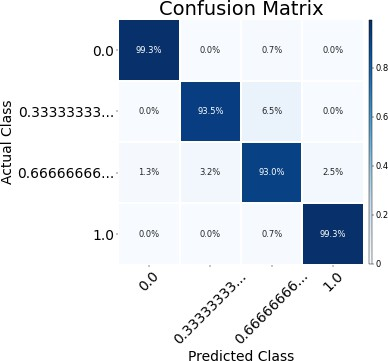 Confusion Matrix
Actual Class
0.0
99.3% 0.0% 0.7% 0.0%
0.33333333...
0.0% 93.5% 6.5% 0.0%
0.66666666...
1.3% 3.2% 93.0% 2.5%
1.0
0.0% 0.0% 0.7% 99.3%
0.0 0.33333333... 0.66666666... 1.0
Predicted Class
0.8
0.6
0.4
0.2
0